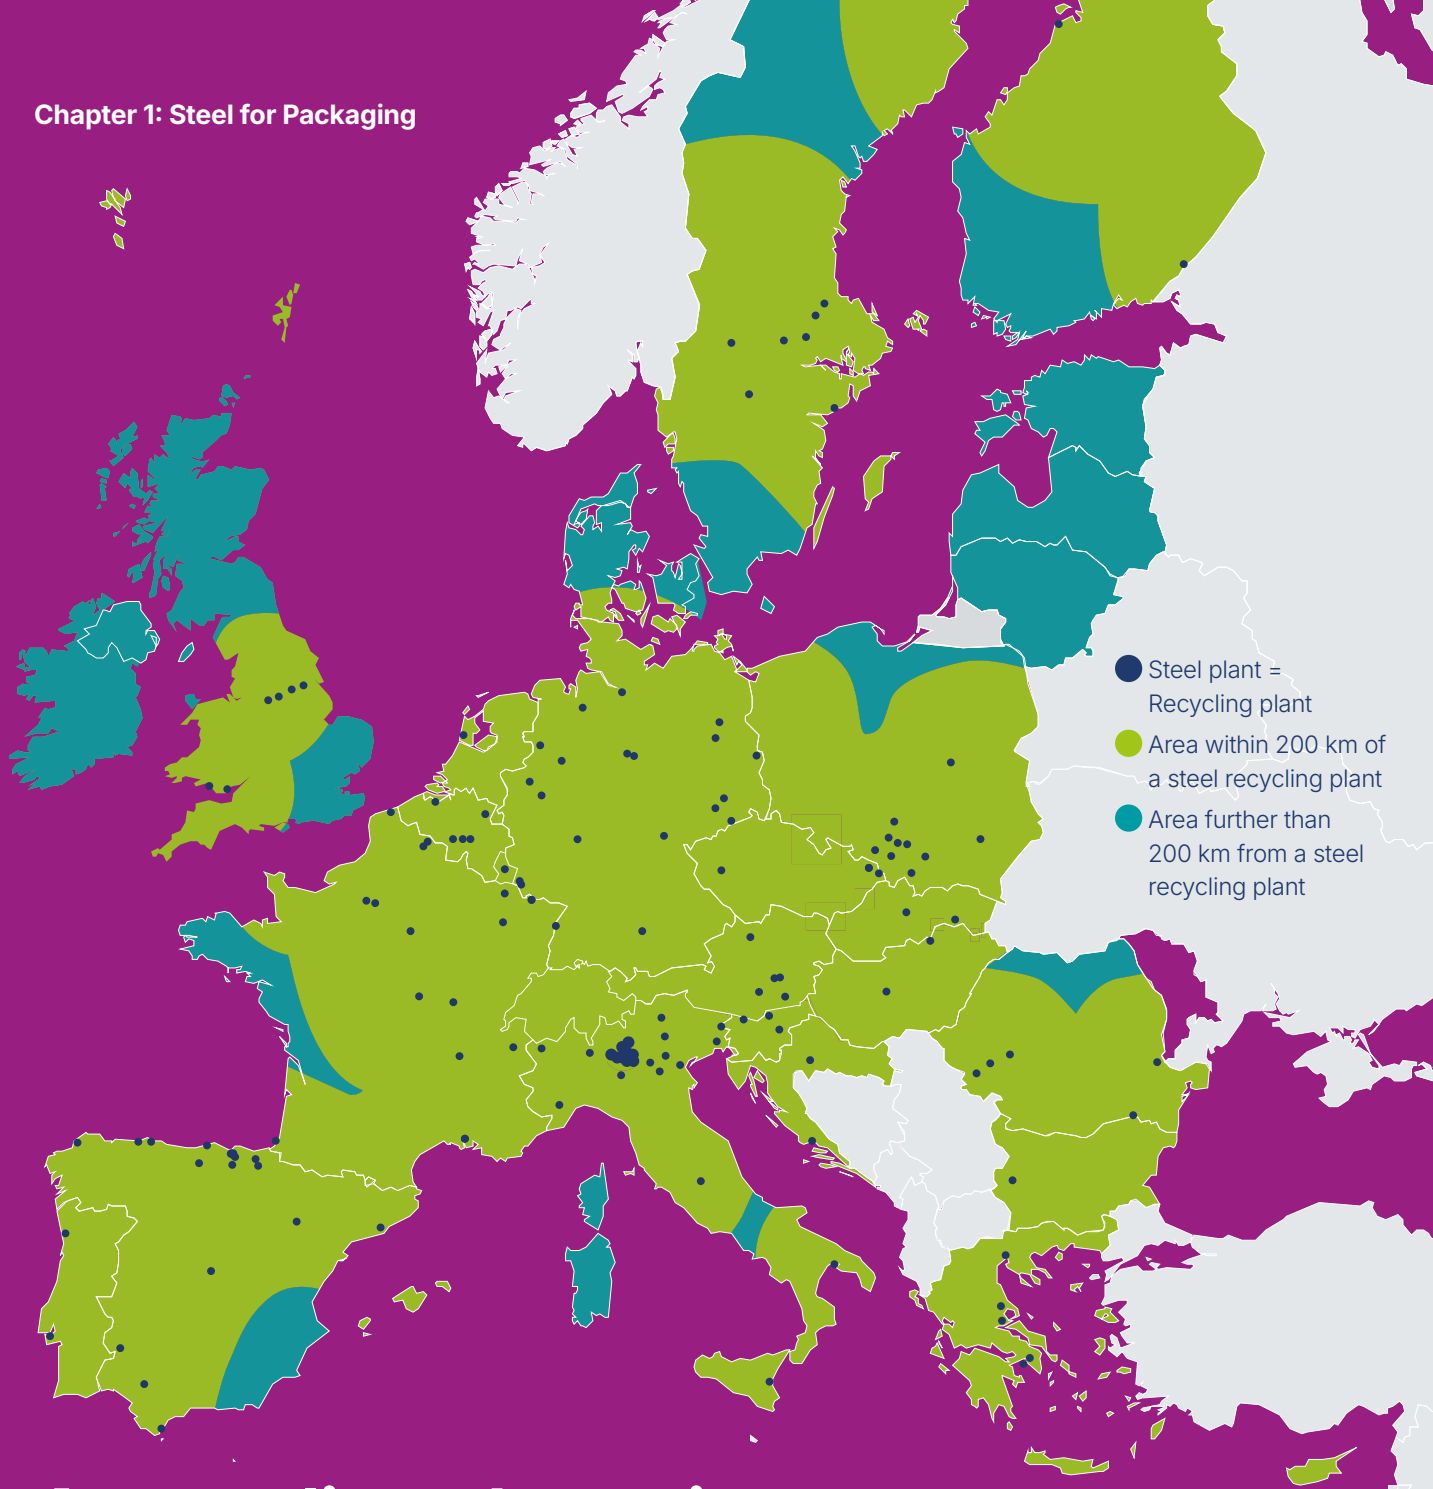 Chapter 1: Steel for Packaging
Steel plant =
Recycling plant
Area within 200 km of
a steel recycling plant
Area further than
200 km from a steel
recycling plant